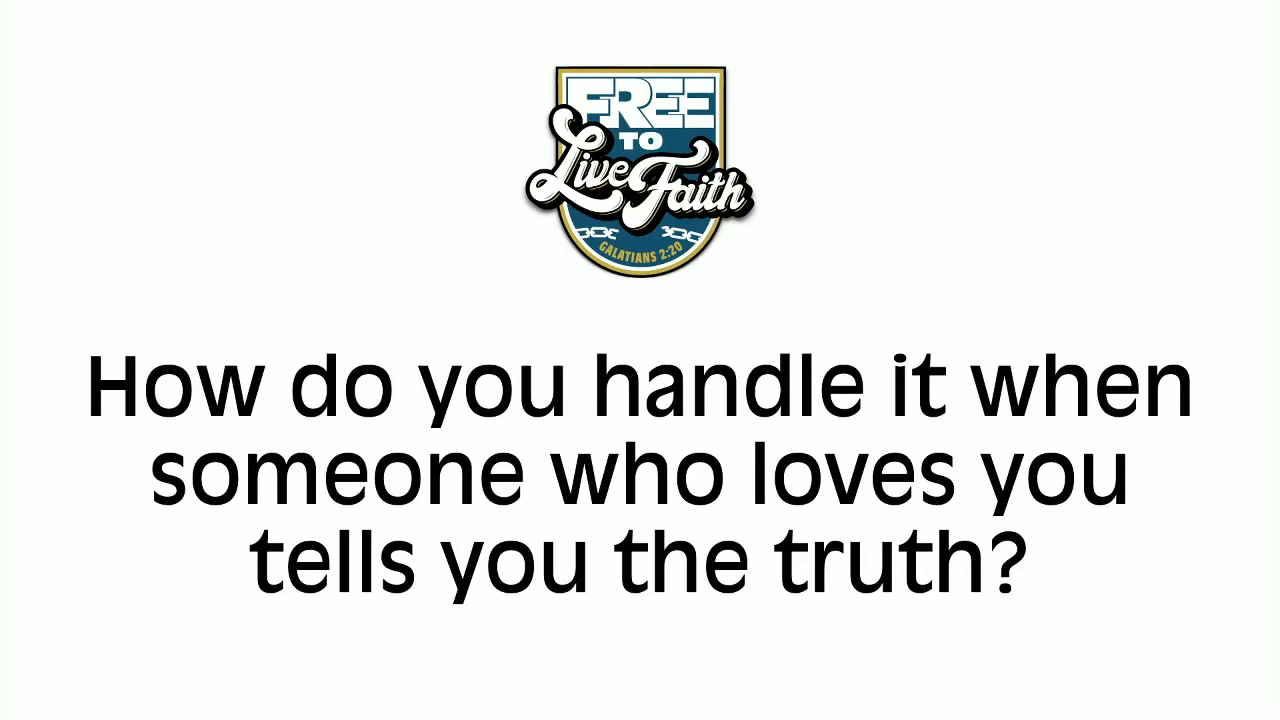 FREE
TO
Live Faith
GALATIANS 2:20
How do you handle it when
someone who loves you
tells you the truth?